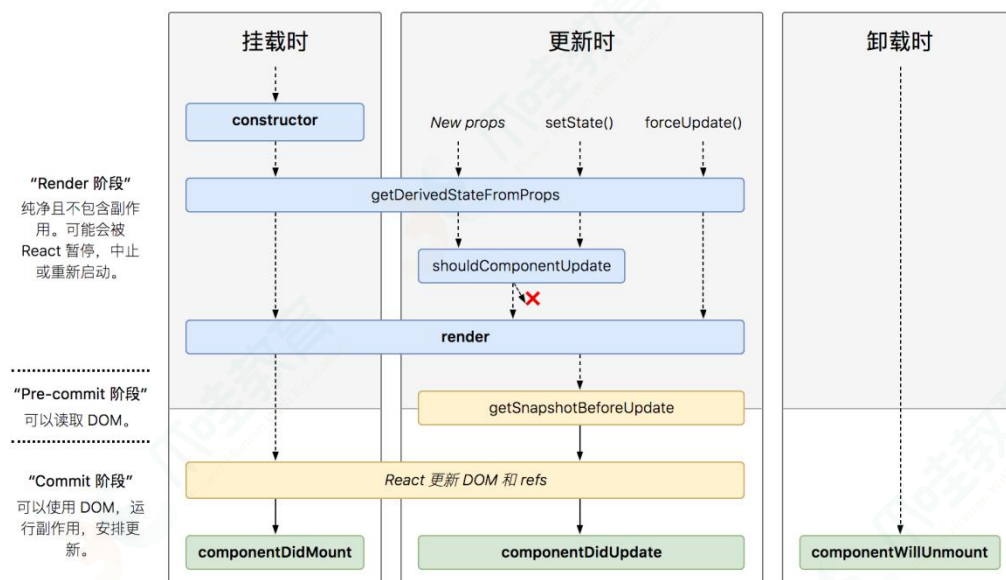 挂载时
更新时
卸载时
constructor
New props
setState()
forceUpdate()
“Render 阶段”
纯净且不包含副作
用。可能会被
React 暂停，中止
或重新启动。
getDerivedStateFromProps
shouldComponentUpdate
render
“Pre-commit 阶段”
可以读取 DOM。
getSnapshotBeforeUpdate
“Commit 阶段”
可以使用 DOM，运
行副作用，安排更
新。
React 更新 DOM 和 refs
componentDidMount
componentDidUpdate
componentWillUnmount